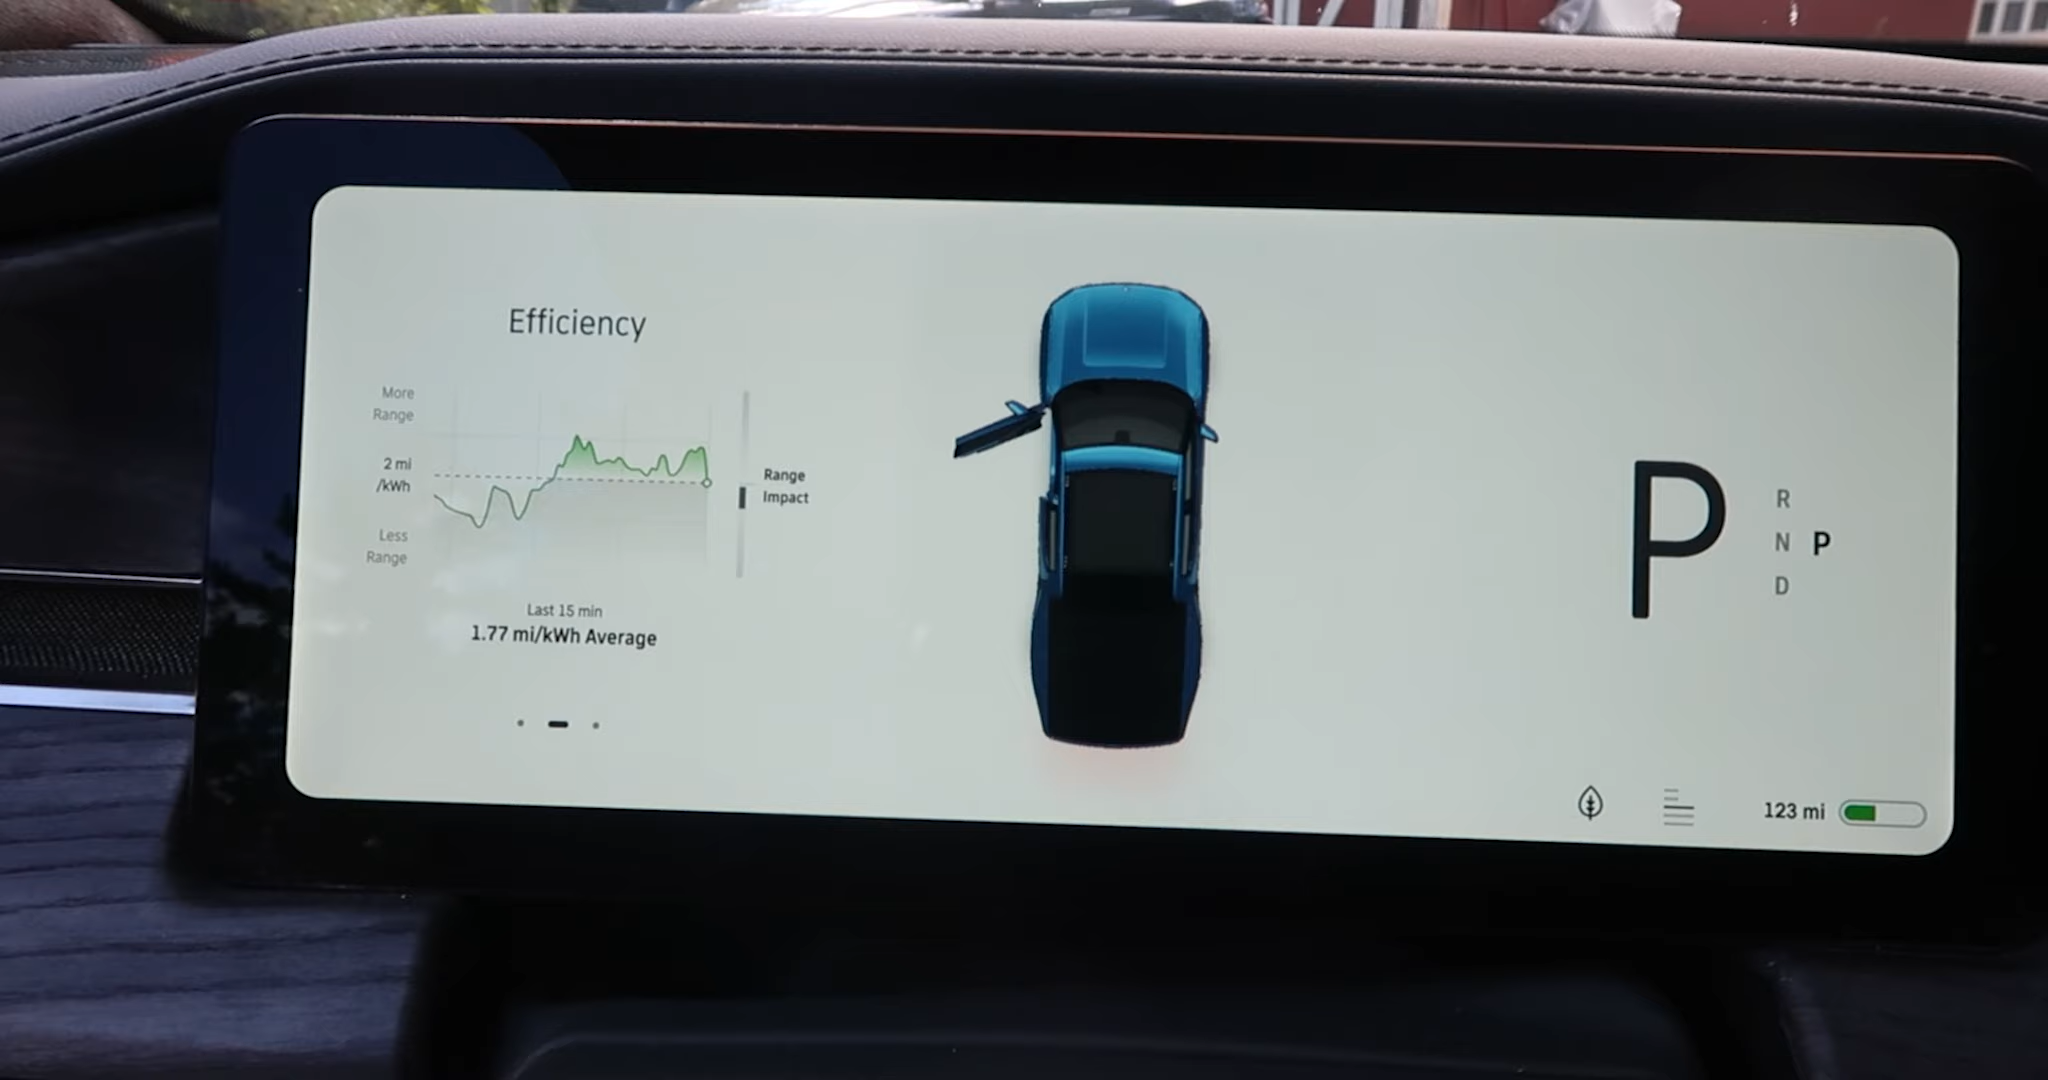 Efficiency
More
Range
2 mi
/kWh
Less
Range
Range
Impact
Last 15 min
1.77 mi/kWh Average
P
R
N P
D
123 mi